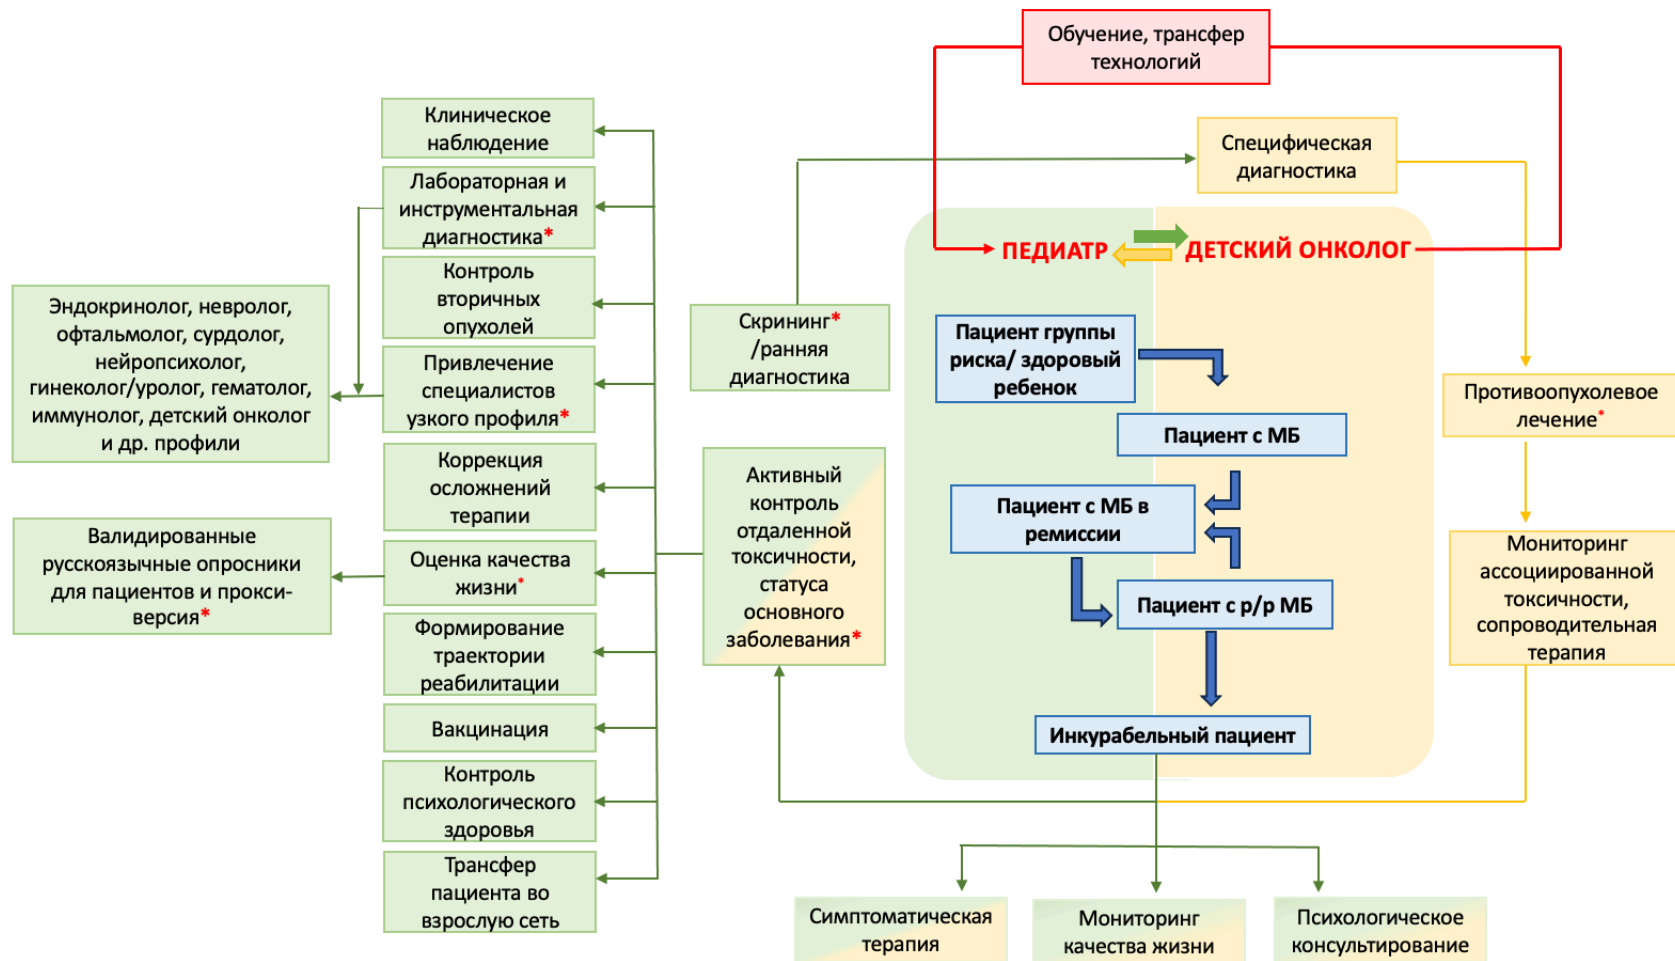 Обучение, трансфер
технологий
Специфическая
диагностика
ПЕДИАТР
ДЕТСКИЙ ОНКОЛОГ
Клиническое
наблюдение
Лабораторная и
инструментальная
диагностика*
Контроль
вторичных
опухолей
Привлечение
специалистов
узкого профиля*
Коррекция
осложнений
терапии
Оценка качества
жизни*
Формирование
траектории
реабилитации
Вакцинация
Контроль
психологического
здоровья
Трансфер
пациента во
взрослую сеть
Эндокринолог, невролог,
офтальмолог, сурдолог,
нейропсихолог,
гинеколог/уролог, гематолог,
иммунолог, детский онколог
и др. профили
Валидированные
русскоязычные опросники
для пациентов и прокси-
версия*
Скрининг*
/ранняя
диагностика
Активный
контроль
отдаленной
токсичности,
статуса
основного
заболевания*
Пациент группы
риска/ здоровый
ребенок
Пациент с МБ
Пациент с МБ в
ремиссии
Пациент с р/р МБ
Инкурабельный пациент
Противоопухолевое
лечение*
Мониторинг
ассоциированной
токсичности,
сопроводительная
терапия
Симптоматическая
терапия
Мониторинг
качества жизни
Психологическое
консультирование